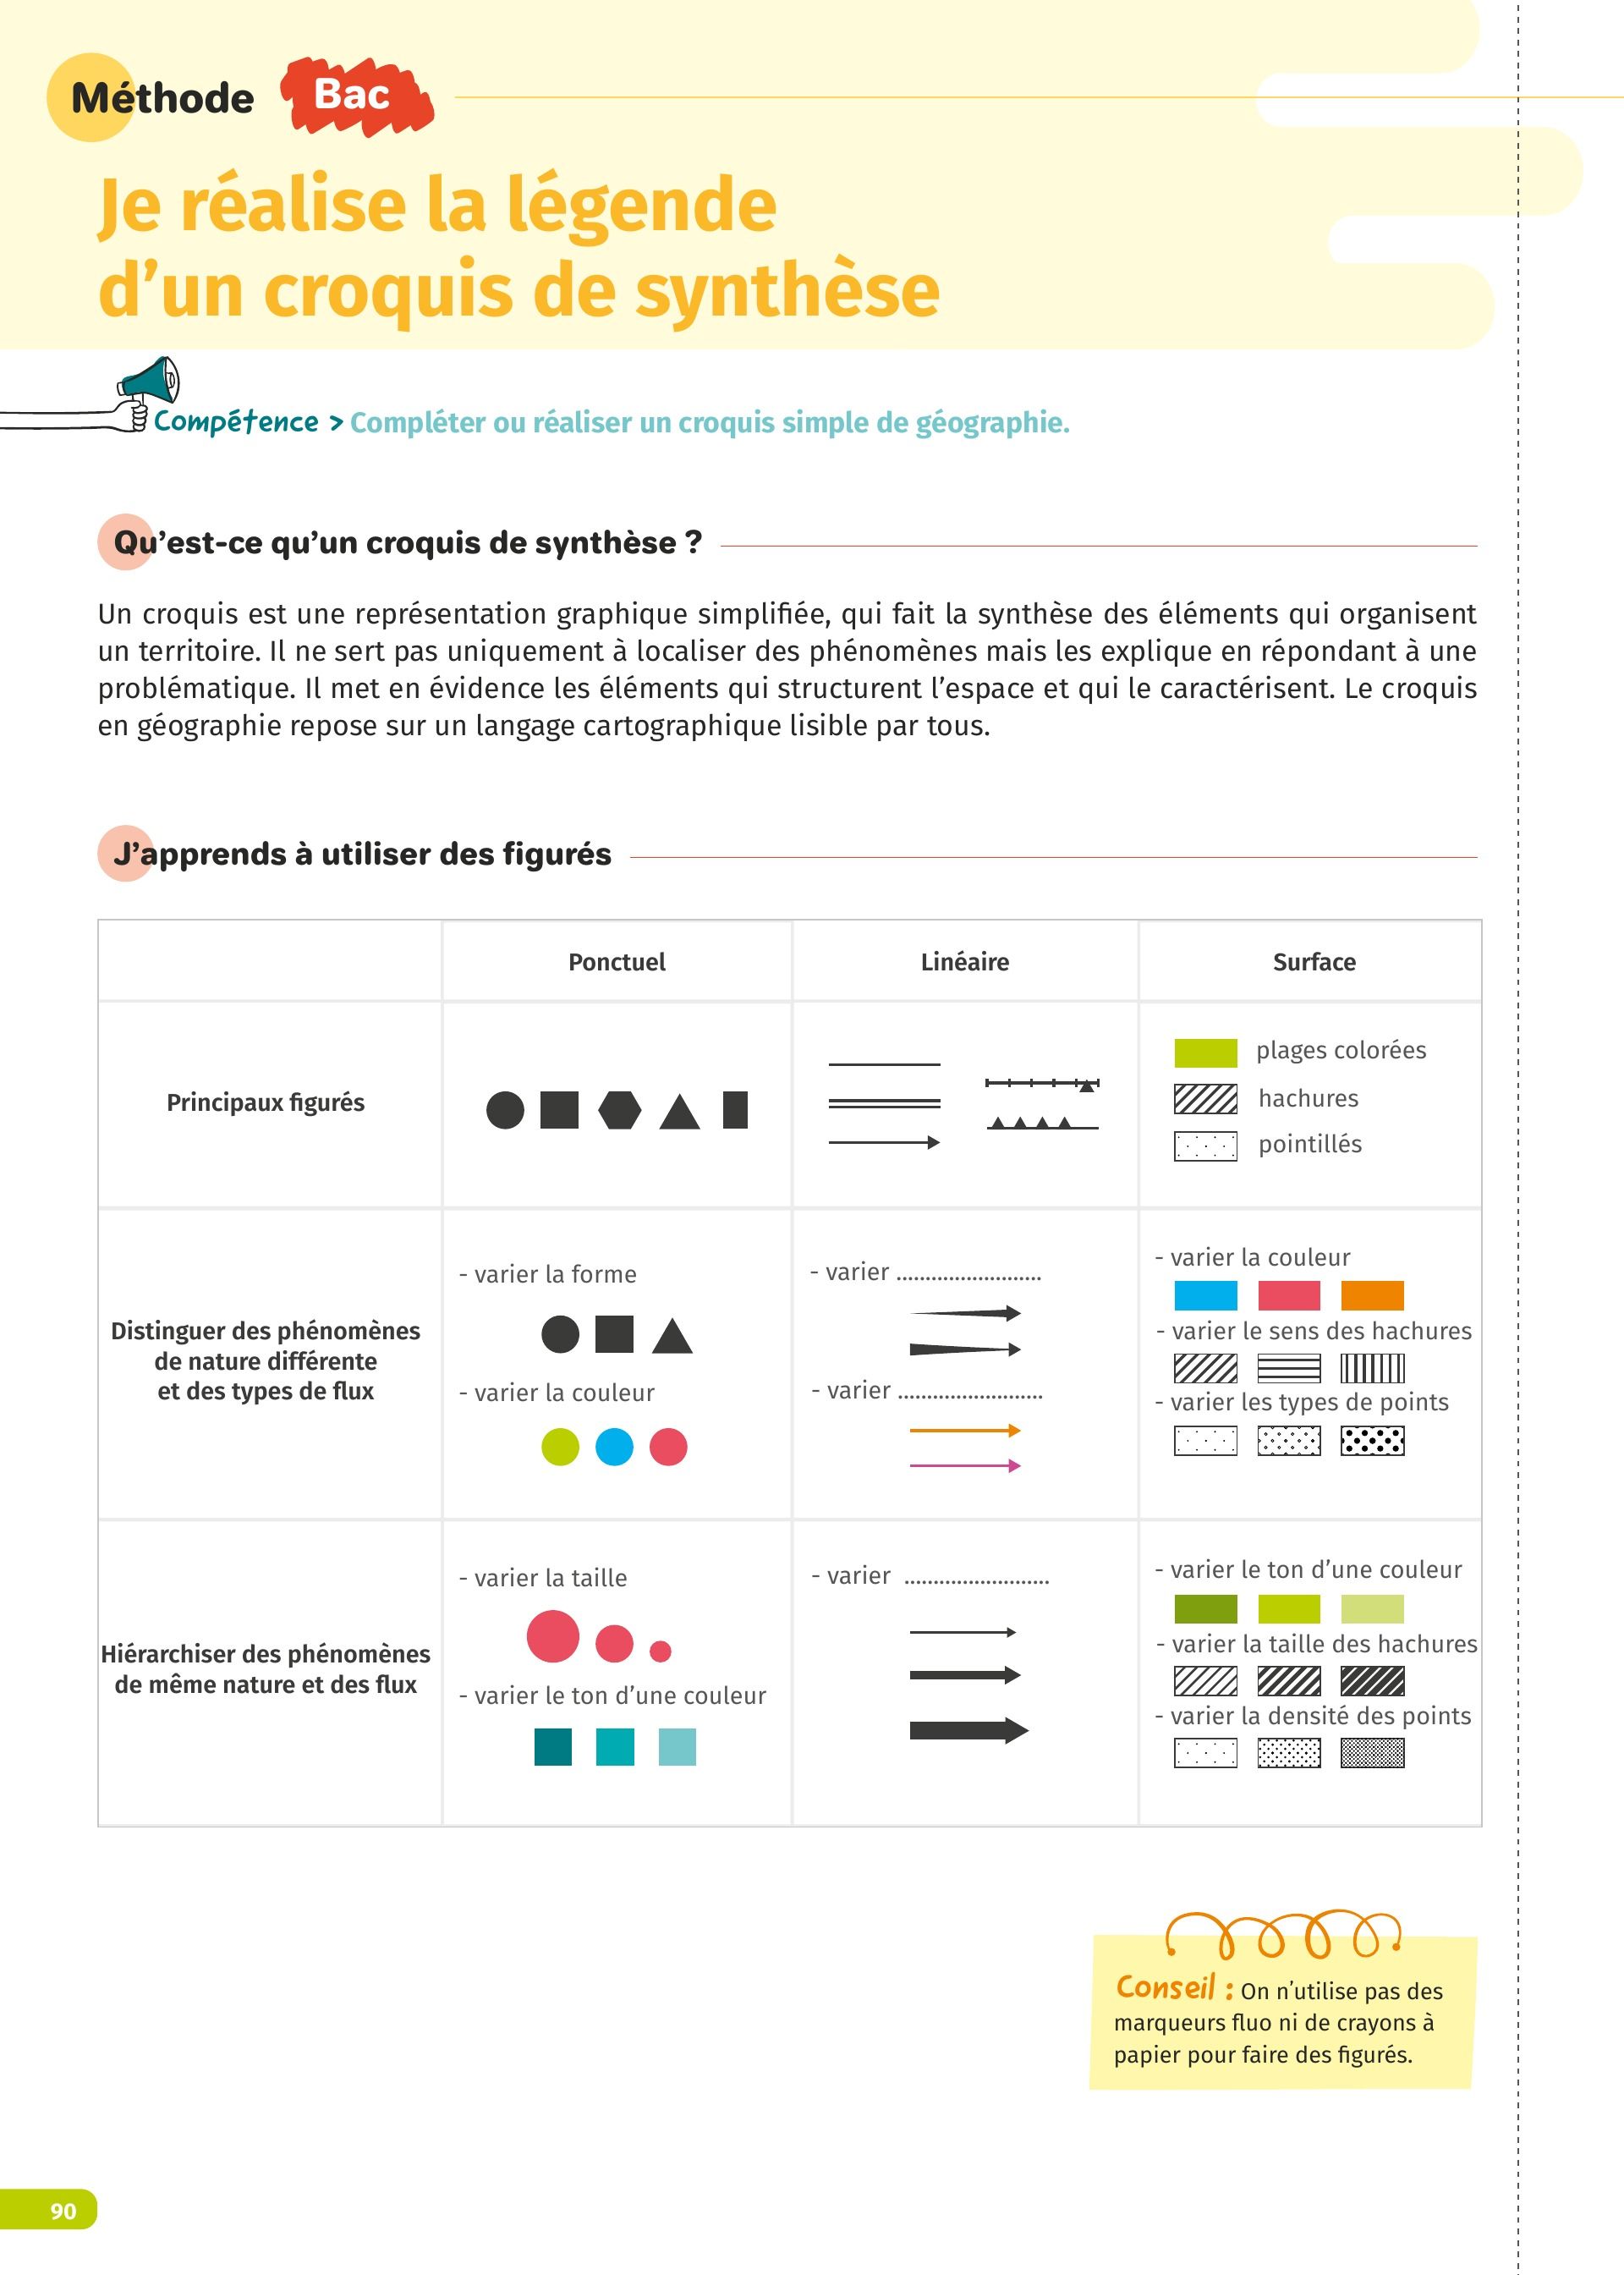 Méthode Bac
Je réalise la légende
d’un croquis de synthèse
Compétence > Compléter ou réaliser un croquis simple de géographie.
Qu’est-ce qu’un croquis de synthèse ?
Un croquis est une représentation graphique simplifiée, qui fait la synthèse des éléments qui organisent
un territoire. Il ne sert pas uniquement à localiser des phénomènes mais les explique en répondant à une
problématique. Il met en évidence les éléments qui structurent l’espace et qui le caractérisent. Le croquis
en géographie repose sur un langage cartographique lisible par tous.
J’apprends à utiliser des figurés
Ponctuel
Linéaire
Surface
Principaux figurés
plages colorées
hachures
pointillés
Distinguer des phénomènes
de nature différente
et des types de flux
- varier la forme
- varier la couleur
- varier .........................
- varier .........................
- varier la couleur
- varier le sens des hachures
- varier les types de points
Hiérarchiser des phénomènes
de même nature et des flux
- varier la taille
- varier le ton d’une couleur
- varier .........................
- varier le ton d’une couleur
- varier la taille des hachures
- varier la densité des points
Conseil : On n’utilise pas des
marqueurs fluo ni de crayons à
papier pour faire des figurés.
90